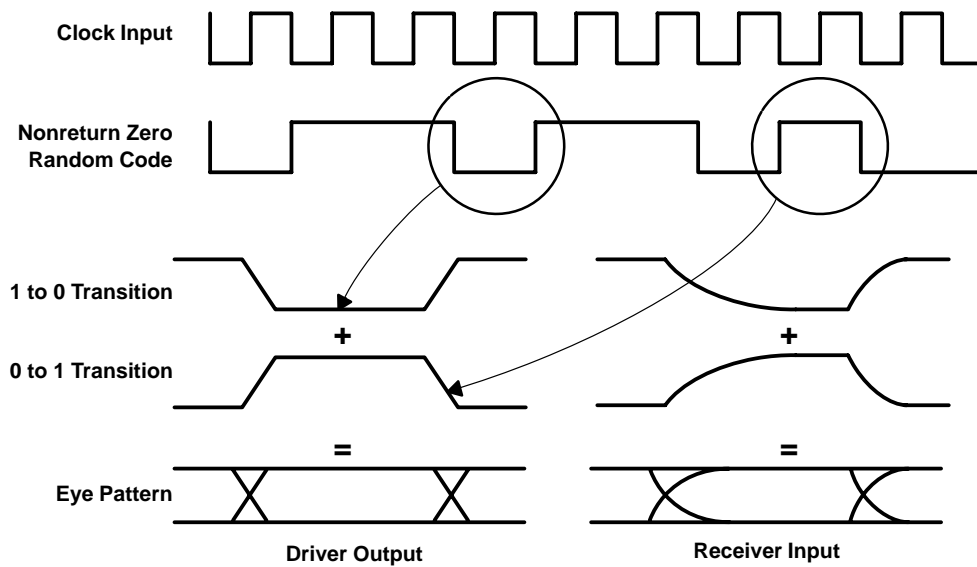 Clock Input
Nonreturn Zero
Random Code
1 to 0 Transition
+
+
0 to 1 Transition
=
=
Eye Pattern
Driver Output
Receiver Input